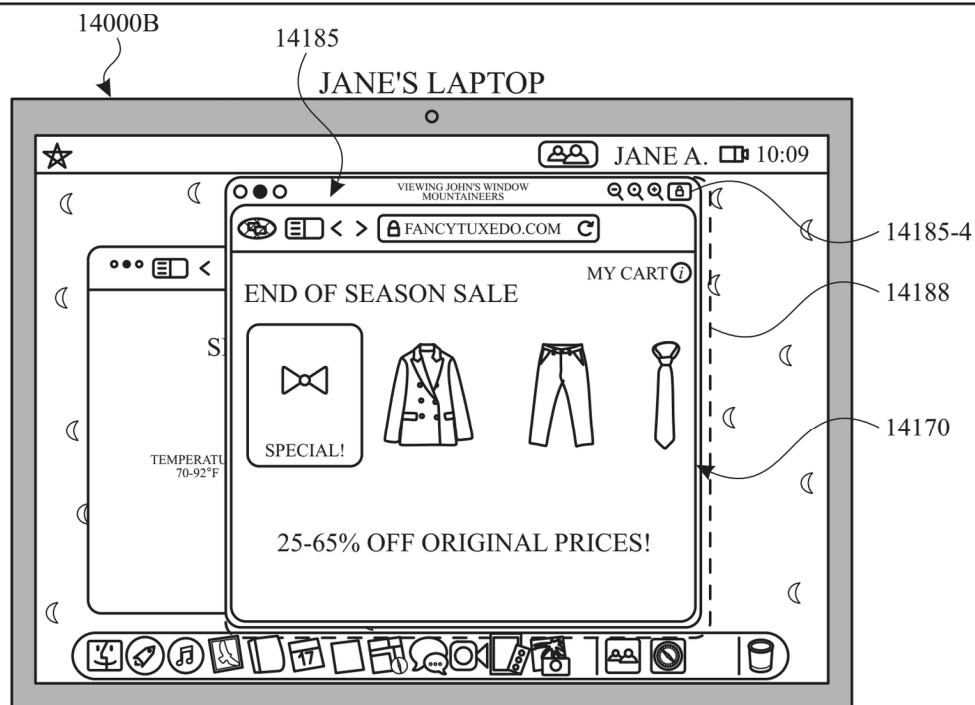 14000B
14185
JANE'S LAPTOP
JANE A. 10:09
VIEWING JOHN'S WINDOW
MOUNTAINEERS
FANCYTUXEDO.COM
14185-4
MY CART i
END OF SEASON SALE
14188
SPECIAL!
14170
TEMPERATU
70-92°F
25-65% OFF ORIGINAL PRICES!
17